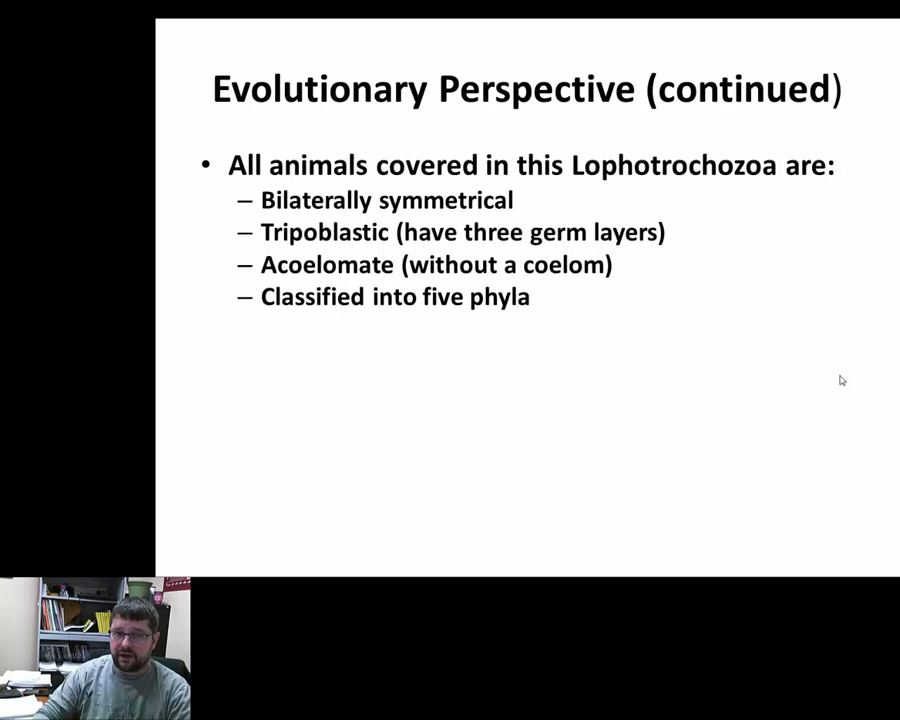 Evolutionary Perspective (continued)
• All animals covered in this Lophotrochozoa are:
– Bilaterally symmetrical
– Tripoblastic (have three germ layers)
– Acoelomate (without a coelom)
– Classified into five phyla